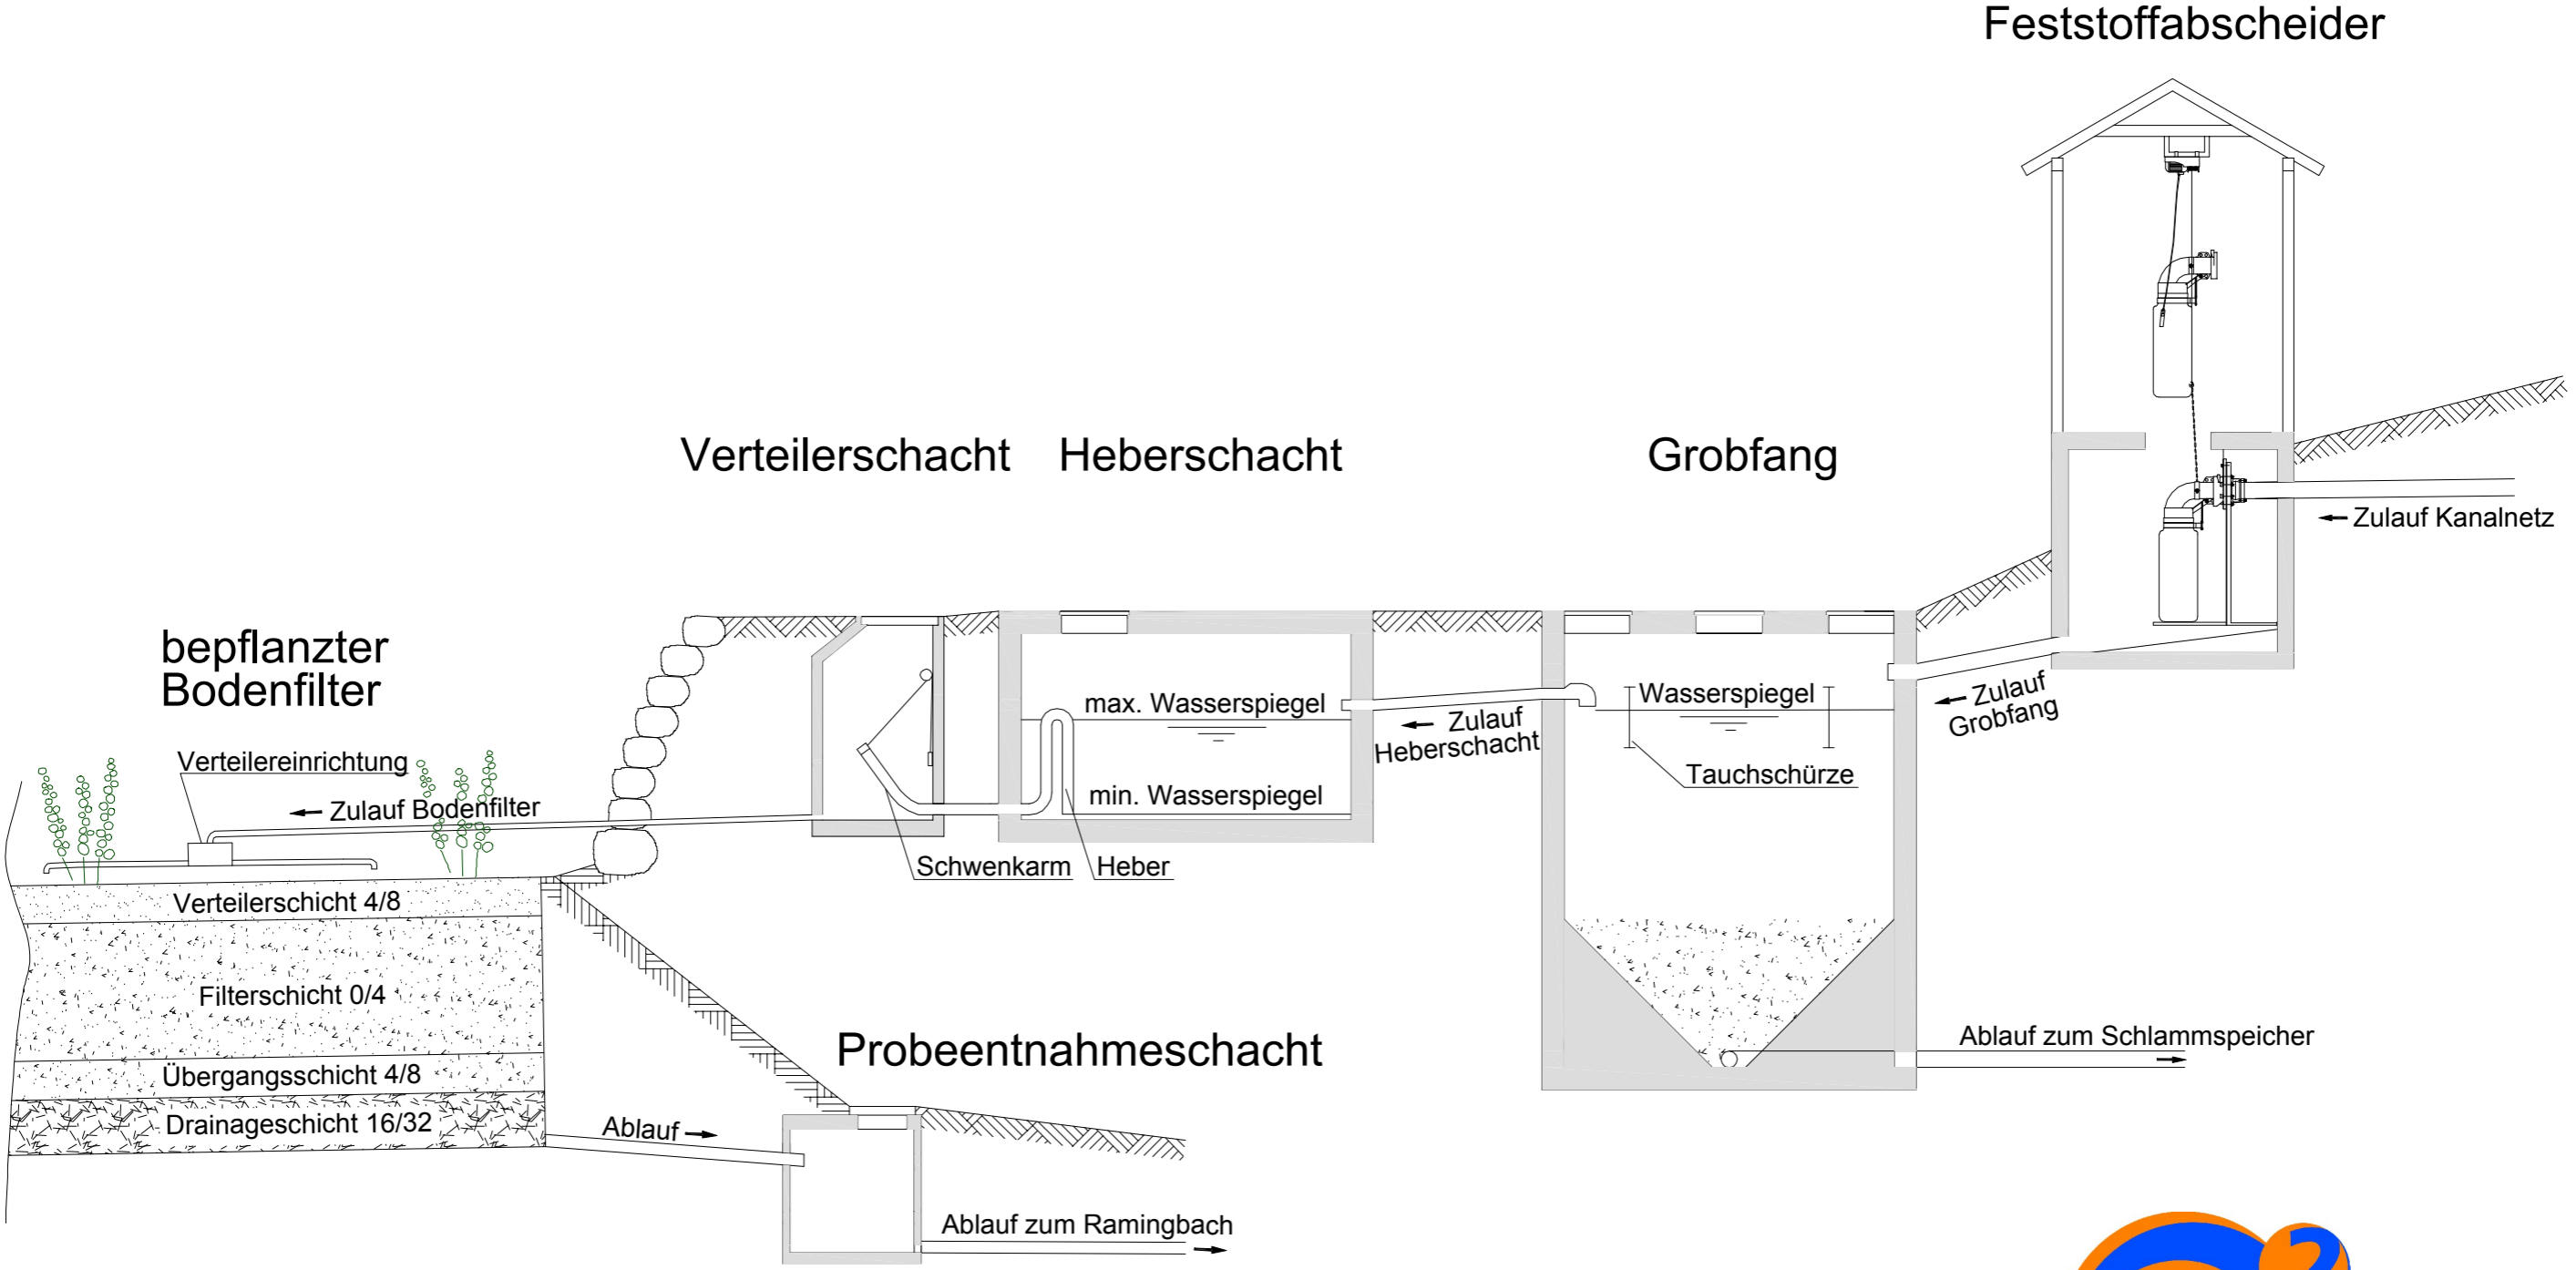 Feststoffabscheider
Verteilerschacht
Heberschacht
Grobfang
Zulauf Kanalnetz
bepflanzter
Bodenfilter
max. Wasserspiegel
Wasserspiegel
Zulauf
Grobfang
Zulauf
Heberschacht
Verteilereinrichtung
Tauchschürze
min. Wasserspiegel
Zulauf Bodenfilter
Schwenkarm
Heber
Verteilerschicht 4/8
Filterschicht 0/4
Probeentnahmeschacht
Ablauf zum Schlammspeicher
Übergangsschicht 4/8
Drainageschicht 16/32
Ablauf
Ablauf zum Ramingbach